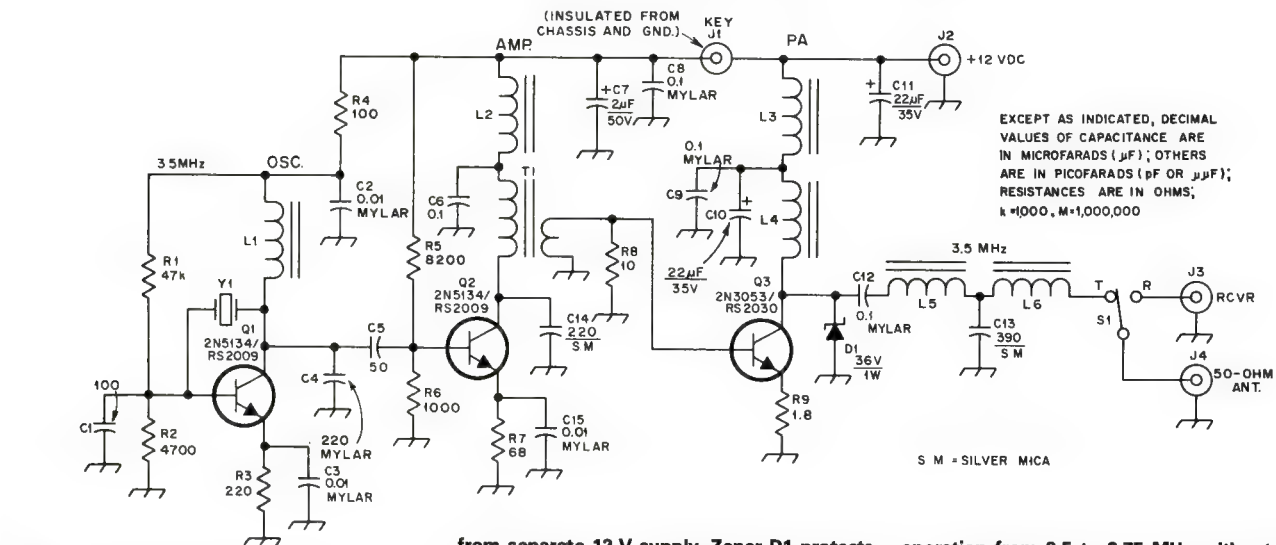 (INSULATED FROM
CHASSIS AND GND.)
KEY
J1
AMP.
PA
J2
+12 VDC
R4
100
L2
+C7
2µF
50V
C8
0.1
MYLAR
L3
+
C11
22µF
35V
EXCEPT AS INDICATED, DECIMAL
VALUES OF CAPACITANCE ARE
IN MICROFARADS (µF); OTHERS
ARE IN PICOFARADS (pF OR µµF);
RESISTANCES ARE IN OHMS;
k=1000, M=1,000,000
3.5MHz
OSC.
C2
0.01
MYLAR
L1
T1
C6
0.1
0.1
MYLAR
C9
C10
+
22µF
35V
L4
R1
47k
Y1
R5
8200
R8
10
Q1
2N5134/
RS2009
Q2
2N5134/
RS2009
Q3
2N3053/
RS2030
3.5 MHz
C12
0.1
MYLAR
L5
L6
T
R
S1
J3
RCVR
C5
50
C14
220
SM
D1
36V
1W
C13
390
SM
J4
50-OHM
ANT.
100
C1
C4
220
MYLAR
R2
4700
R6
1000
R9
1.8
R3
220
C3
0.01
MYLAR
R7
68
C15
0.01
MYLAR
SM = SILVER MICA